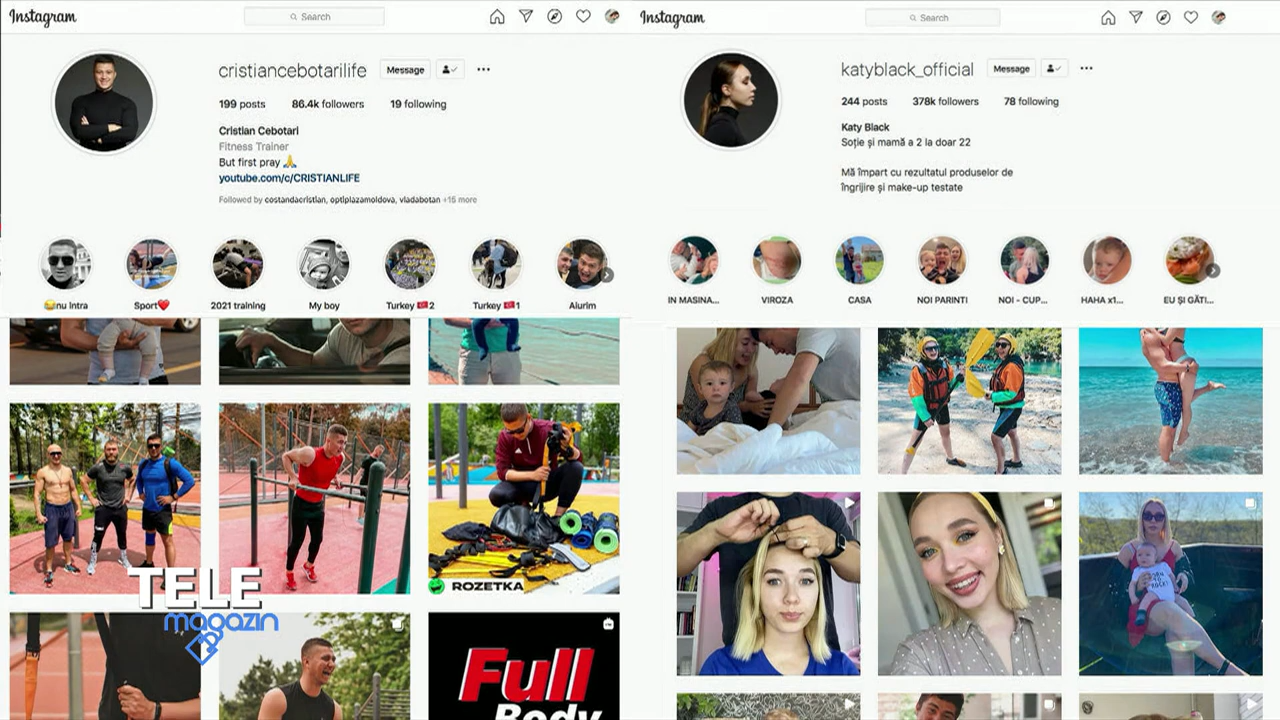 Instagram
Search
cristiancebotarilife
Message
199 posts 86.4k followers 19 following
Cristian Cebotari
Fitness Trainer
But first pray 🙏
youtube.com/c/CRISTIANLIFE
Followed by costandacristian, optiplazamoldova, vladabotan +15 more
😂nu intra
Sport❤️
2021 training
My boy
Turkey 🇹🇷2
Turkey 🇹🇷1
Aiurim
ROZETKA
TELE
magazin
Full
Body
Instagram
Search
katyblack_official
Message
244 posts 378k followers 78 following
Katy Black
Soție și mamă a 2 la doar 22
Mă împart cu rezultatul produselor de
îngrijire și make-up testate
IN MASINA...
VIROZA
CASA
NOI PARINTI
NOI - CUP...
HAHA x1...
EU ȘI GĂTI...